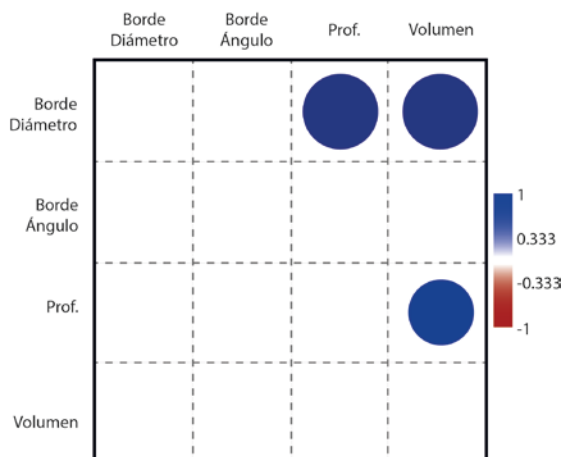 Borde
Diámetro
Borde
Ángulo
Prof.
Volumen
Borde
Diámetro
Borde
Ángulo
Prof.
Volumen
1
0.333
-0.333
-1